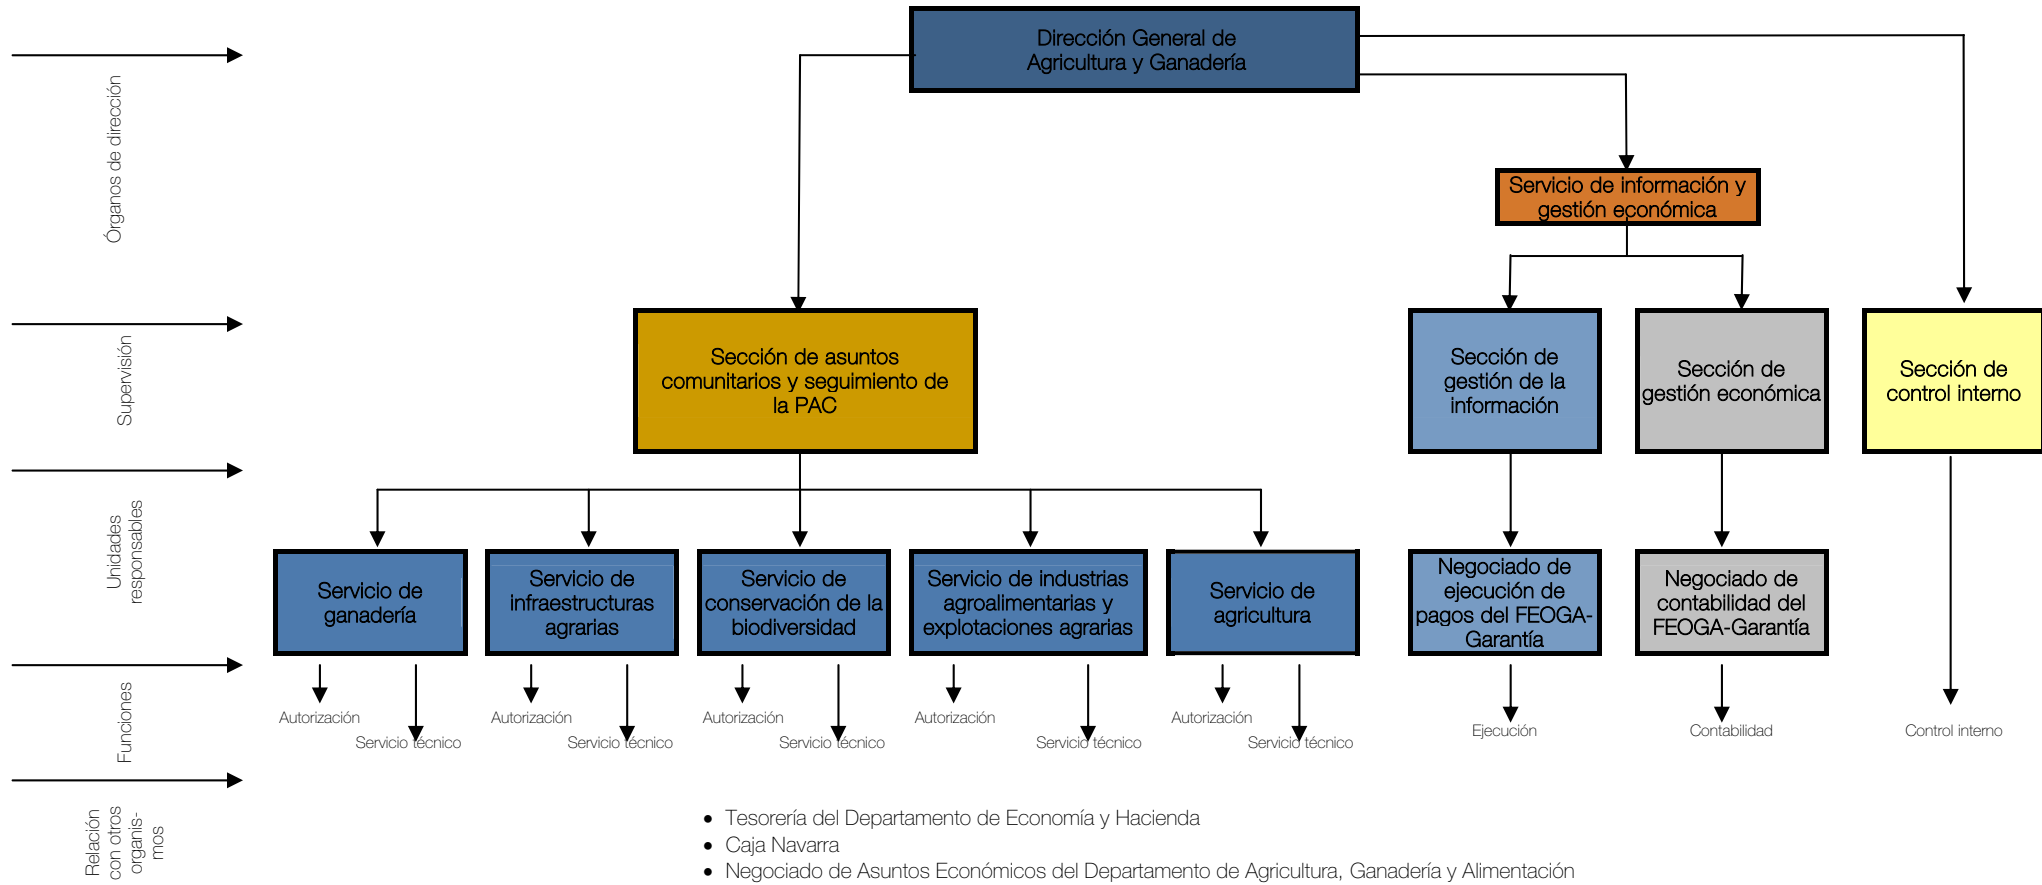 Dirección General de
Agricultura y Ganadería
Órganos de dirección
Servicio de información y
gestión económica
Supervisión
Sección de asuntos
comunitarios y seguimiento de
la PAC
Sección de
gestión de la
información
Sección de
gestión económica
Sección de
control interno
Unidades
responsables
Servicio de
ganadería
Servicio de
infraestructuras
agrarias
Servicio de
conservación de la
biodiversidad
Servicio de industrias
agroalimentarias y
explotaciones agrarias
Servicio de
agricultura
Negociado de
ejecución de
pagos del FEOGA-
Garantía
Negociado de
contabilidad del
FEOGA-Garantía
Funciones
Autorización
Servicio técnico
Autorización
Servicio técnico
Autorización
Servicio técnico
Autorización
Servicio técnico
Autorización
Servicio técnico
Ejecución
Contabilidad
Control interno
Relación
con otros
organis-
mos
• Tesorería del Departamento de Economía y Hacienda
• Caja Navarra
• Negociado de Asuntos Económicos del Departamento de Agricultura, Ganadería y Alimentación